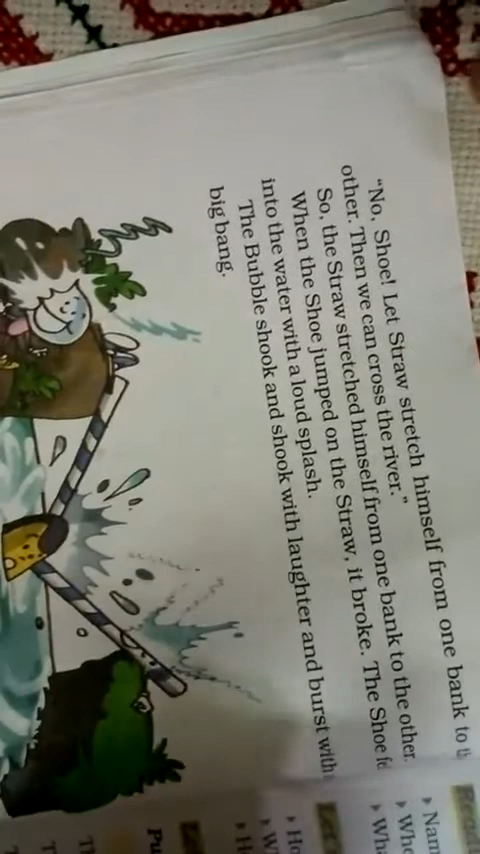 "No, Shoe! Let Straw stretch himself from one bank to
other. Then we can cross the river."
So, the Straw stretched himself from one bank to the other.
When the Shoe jumped on the Straw, it broke. The Shoe
into the water with a loud splash.
The Bubble shook and shook with laughter and burst with
big bang.